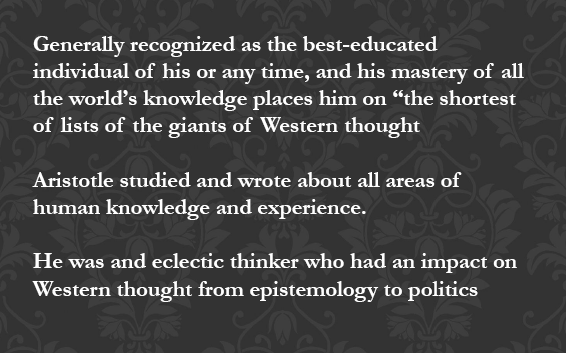 Generally recognized as the best-educated
individual of his or any time, and his mastery of all
the world’s knowledge places him on “the shortest
of lists of the giants of Western thought
Aristotle studied and wrote about all areas of
human knowledge and experience.
He was and eclectic thinker who had an impact on
Western thought from epistemology to politics